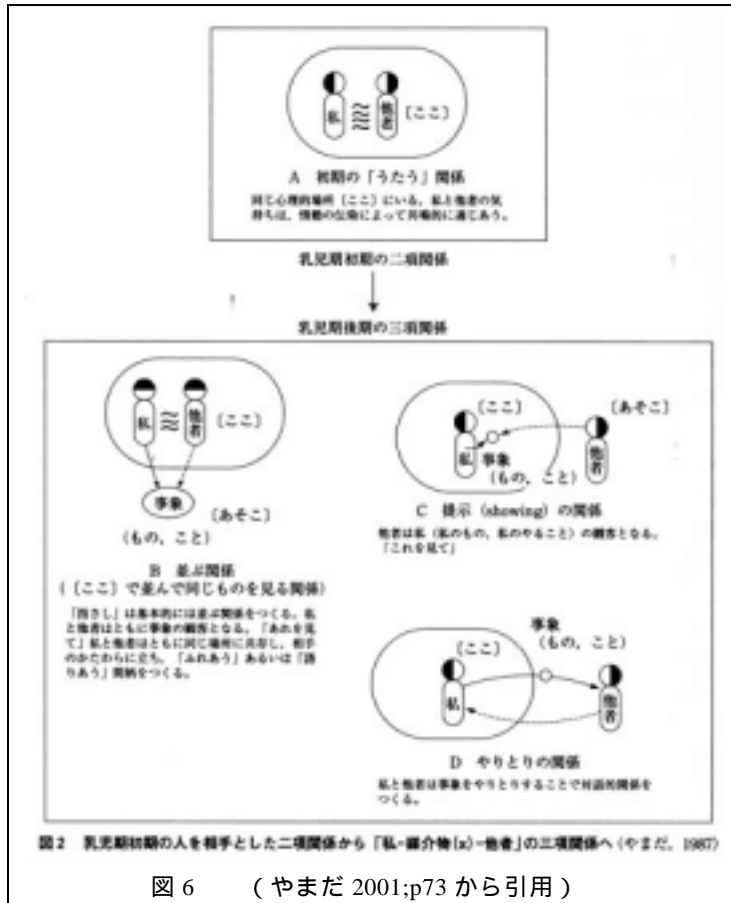 私
他者
[ここ]
A 初期の「うたう」関係
同じ心理的場所[ここ]にいる、私と他者の気
持ちは、情動の伝染によって共鳴的に通じあう。
乳児期初期の二項関係
乳児期後期の三項関係
私
他者
[ここ]
事象
[あそこ]
(もの, こと)
B 並ぶ関係
([ここ]で並んで同じものを見る関係)
「指さし」は基本的には並ぶ関係をつくる。私
と他者はともに事象の観客となる。「あれを見
て」私と他者はともに同じ場所に共存し、相手
のかたわらに立ち、「ふれあう」あるいは「語
りあう」関係をつくる。
[ここ]
[あそこ]
私
事象
他者
(もの, こと)
C 提示 (showing) の関係
他者は私(私のもの, 私のやること)の観客となる。
「これを見て」
事象
[ここ]
(もの, こと)
私
他者
D やりとりの関係
私と他者は事象をやりとりすることで対話的関係を
つくる。
図2 乳児期初期の人を相手とした二項関係から「私-媒介物(x)-他者」の三項関係へ(やまだ, 1987)
図 6 (やまだ 2001;p73 から引用)